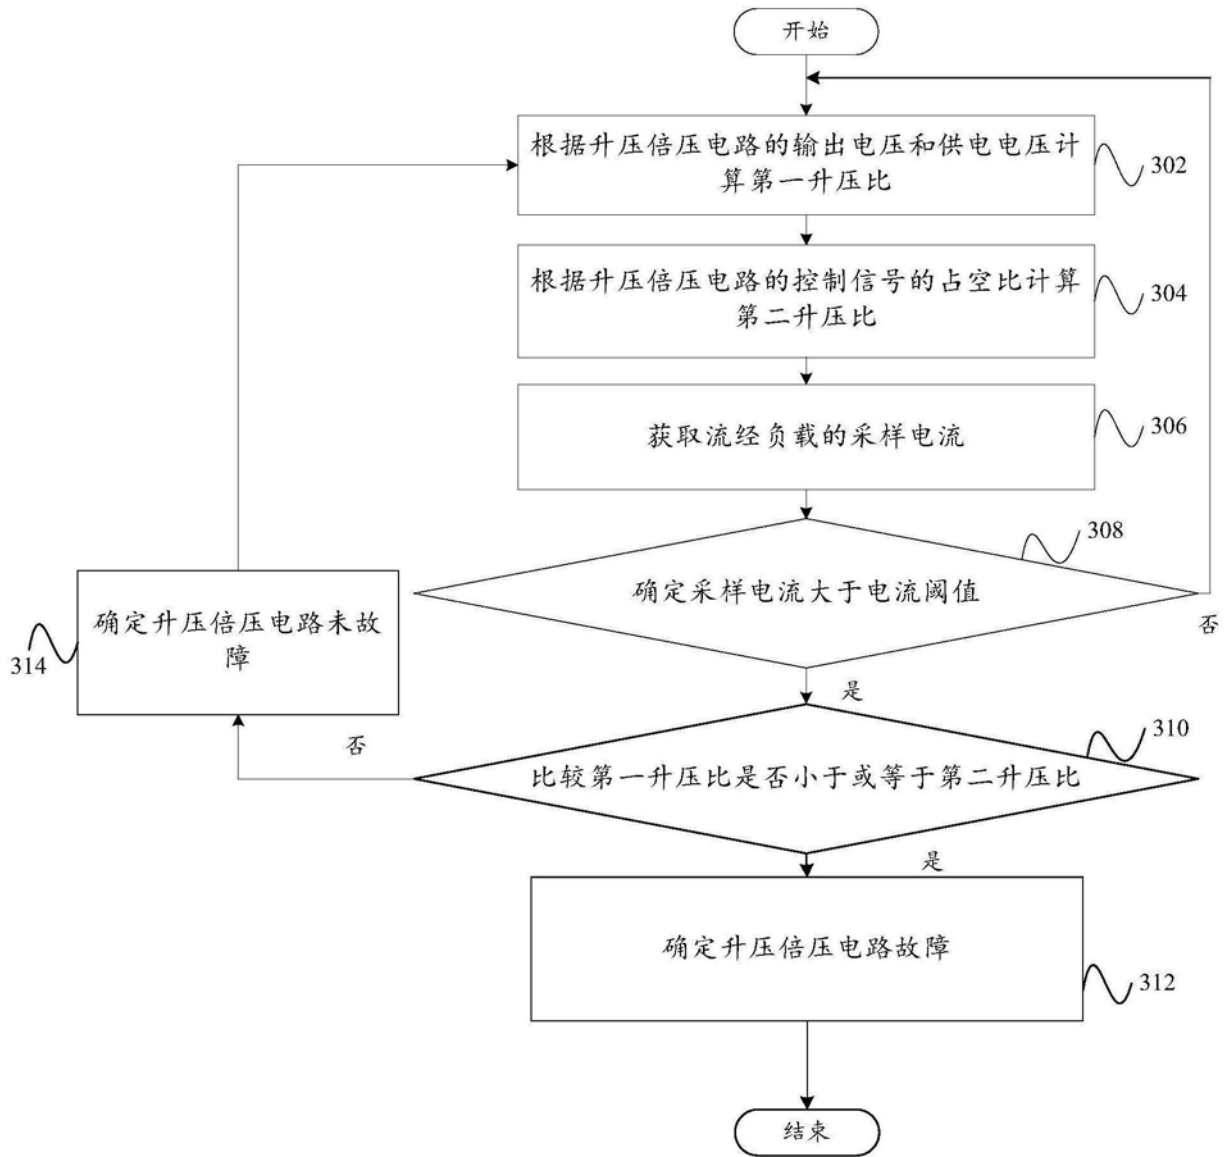 开始
根据升压倍压电路的输出电压和供电电压计
算第一升压比
302
根据升压倍压电路的控制信号的占空比计算
第二升压比
304
获取流经负载的采样电流
306
308
确定采样电流大于电流阈值
否
确定升压倍压电路未故
障
314
是
310
否
比较第一升压比是否小于或等于第二升压比
是
确定升压倍压电路故障
312
结束